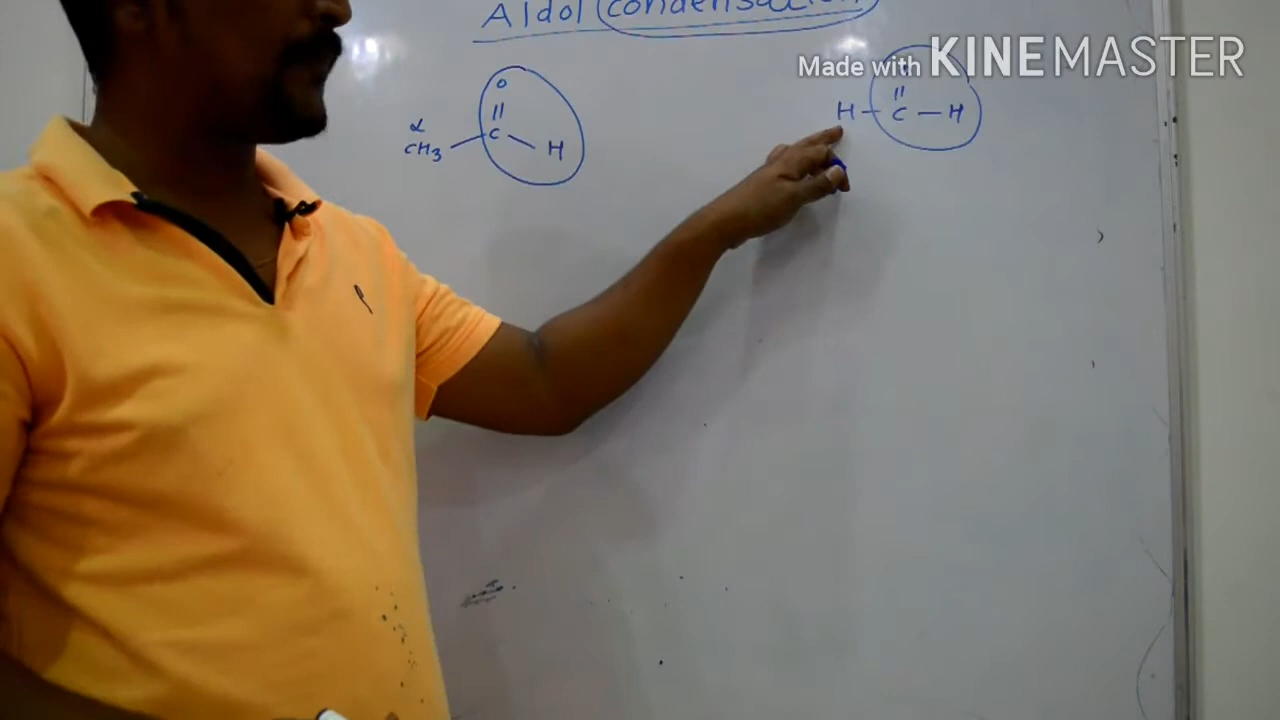 Aldol condensation
Made with KINEMASTER
O
||
α
CH3 — C — H
||
H — C — H